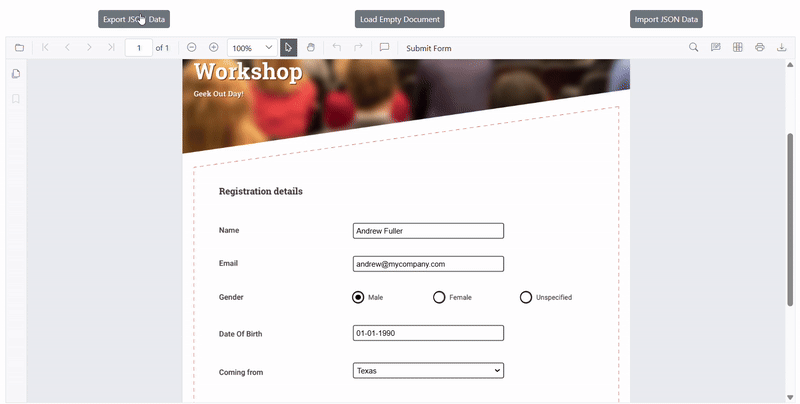 Export JSON Data Load Empty Document Import JSON Data
1 of 1 100% Submit Form
Workshop
Geek Out Day!
Registration details
Name Andrew Fuller
Email andrew@mycompany.com
Gender Male Female Unspecified
Date Of Birth 01-01-1990
Coming from Texas